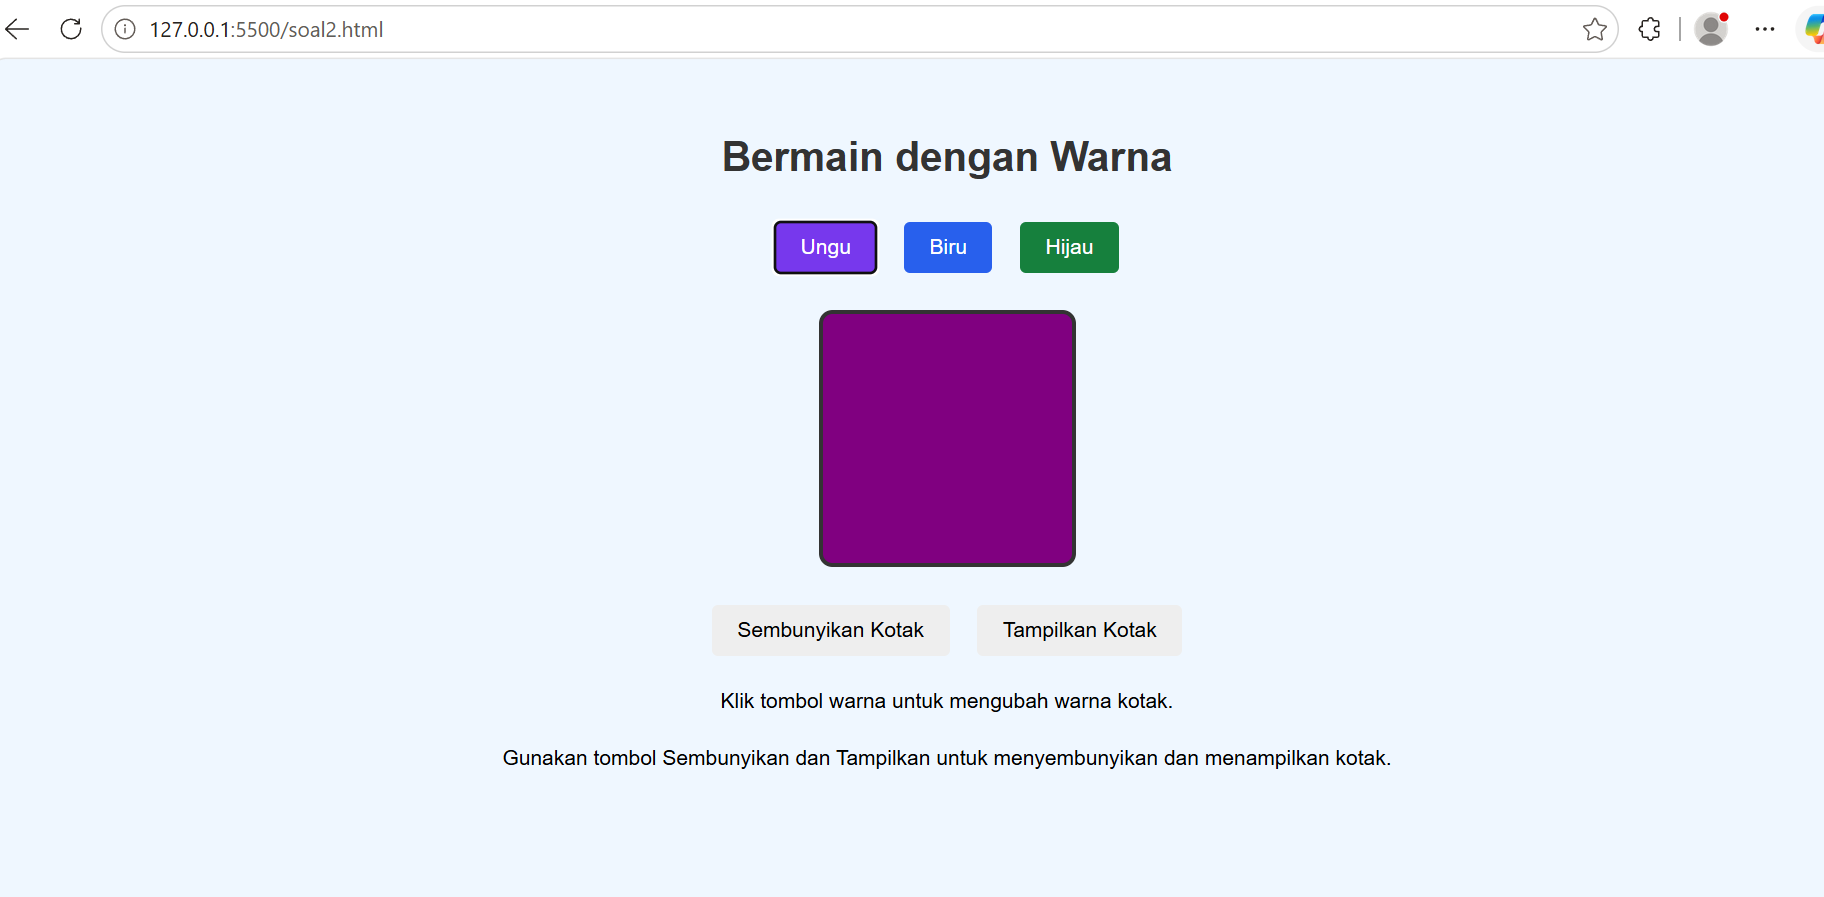 127.0.0.1:5500/soal2.html
Bermain dengan Warna
Ungu Biru Hijau
Sembunyikan Kotak Tampilkan Kotak
Klik tombol warna untuk mengubah warna kotak.
Gunakan tombol Sembunyikan dan Tampilkan untuk menyembunyikan dan menampilkan kotak.